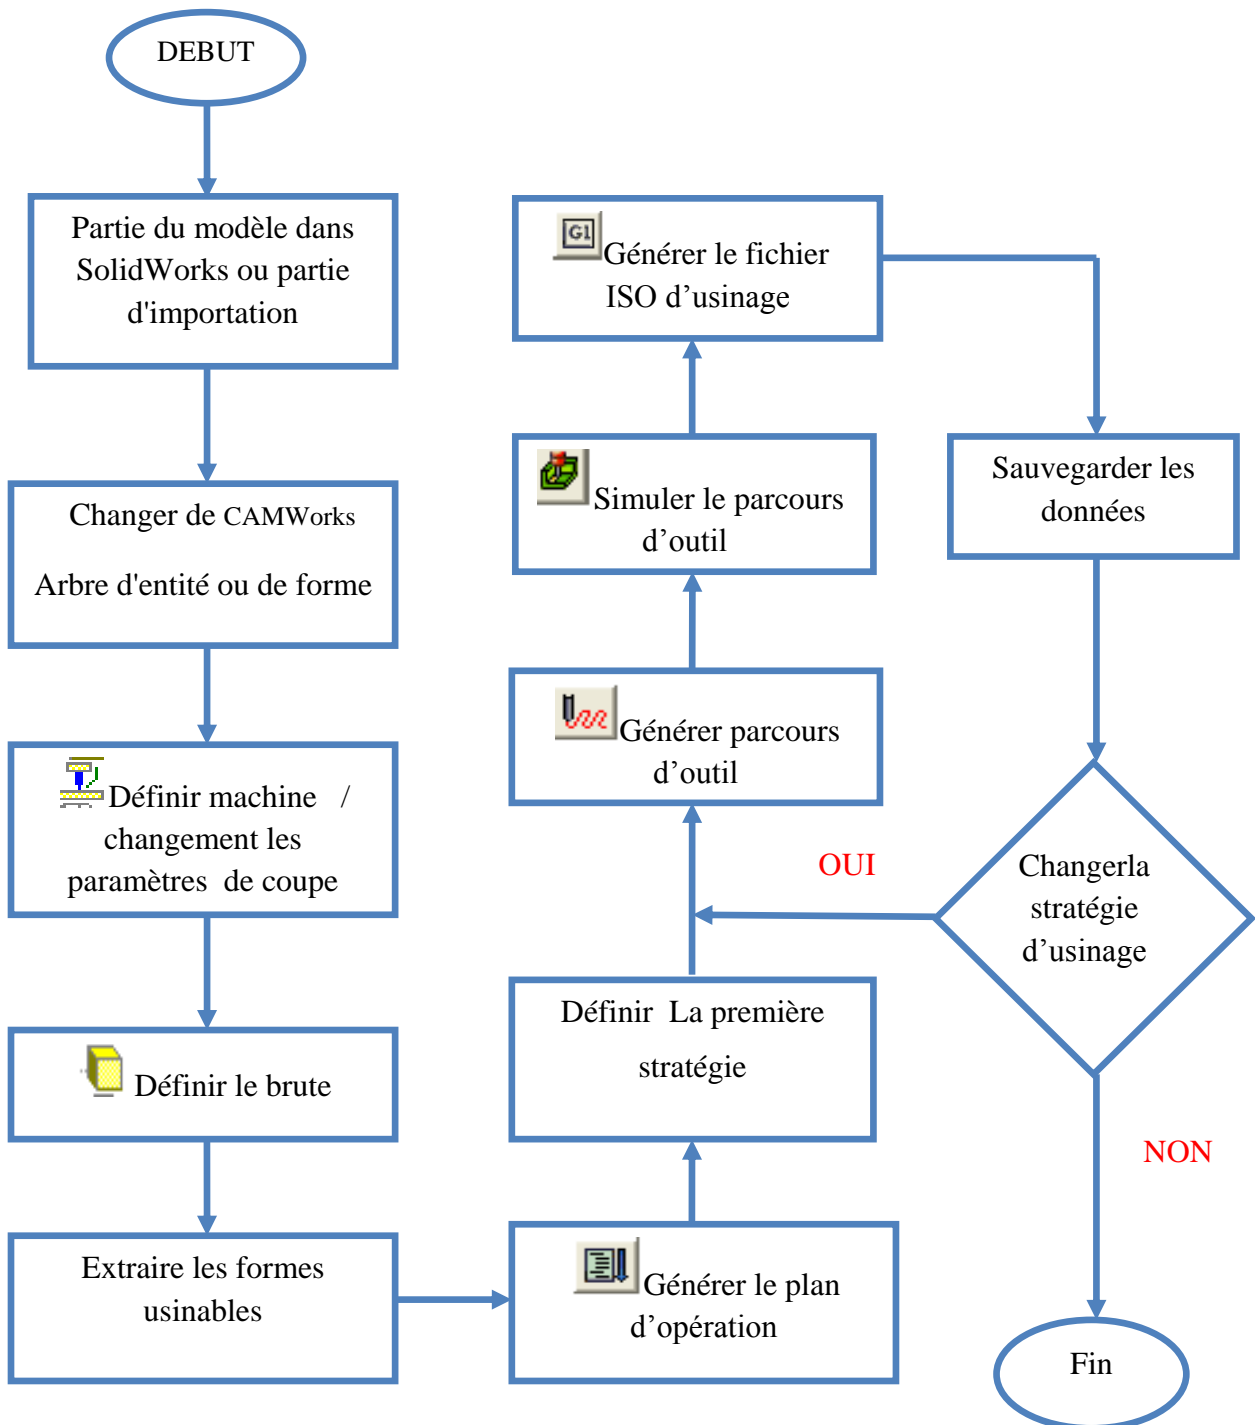 DEBUT
Partie du modèle dans
SolidWorks ou partie
d'importation
Changer de CAMWorks
Arbre d'entité ou de forme
Définir machine /
changement les
paramètres de coupe
Définir le brute
Extraire les formes
usinables
Générer le plan
d’opération
Définir La première
stratégie
Générer parcours
d’outil
Simuler le parcours
d’outil
G1
Générer le fichier
ISO d’usinage
Sauvegarder les
données
Changerla
stratégie
d’usinage
OUI
NON
Fin